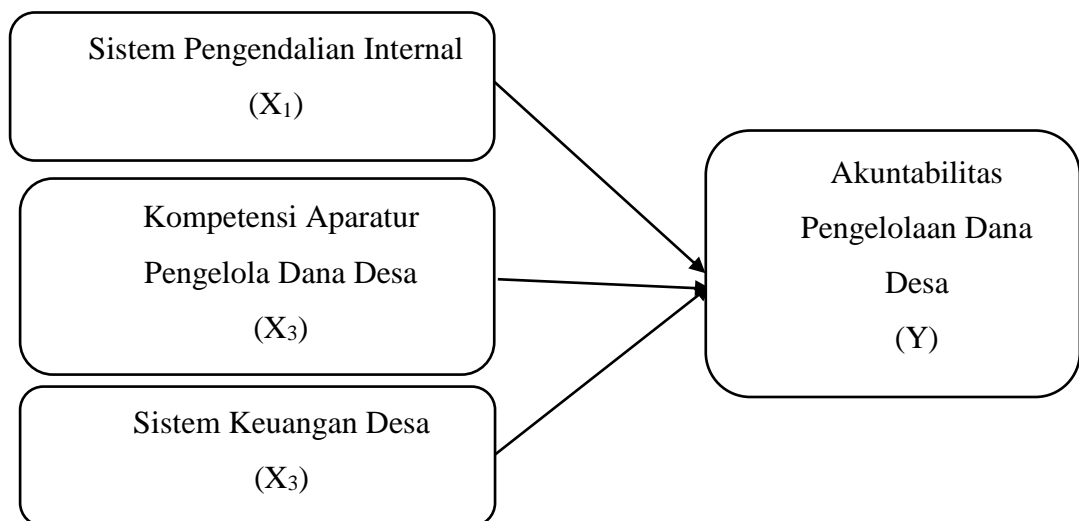 Sistem Pengendalian Internal
(X₁)
Kompetensi Aparatur
Pengelola Dana Desa
(X₃)
Sistem Keuangan Desa
(X₃)
Akuntabilitas
Pengelolaan Dana
Desa
(Y)